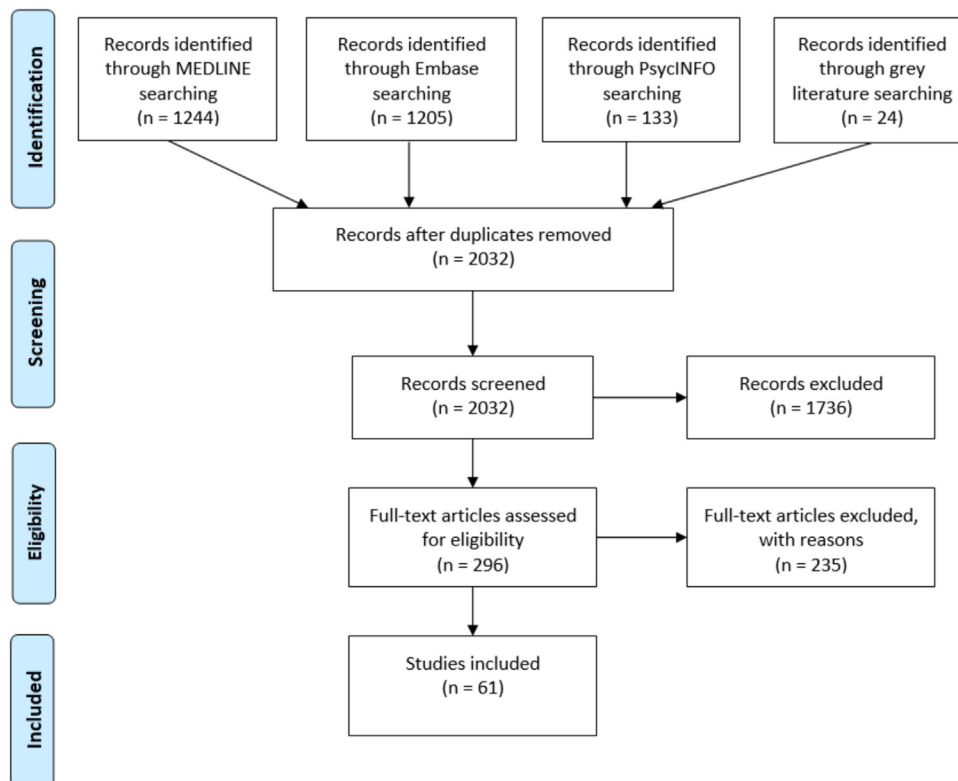 Identification
Records identified
through MEDLINE
searching
(n = 1244)
Records identified
through Embase
searching
(n = 1205)
Records identified
through PsycINFO
searching
(n = 133)
Records identified
through grey
literature searching
(n = 24)
Records after duplicates removed
(n = 2032)
Screening
Records screened
(n = 2032)
Records excluded
(n = 1736)
Eligibility
Full-text articles assessed
for eligibility
(n = 296)
Full-text articles excluded,
with reasons
(n = 235)
Included
Studies included
(n = 61)